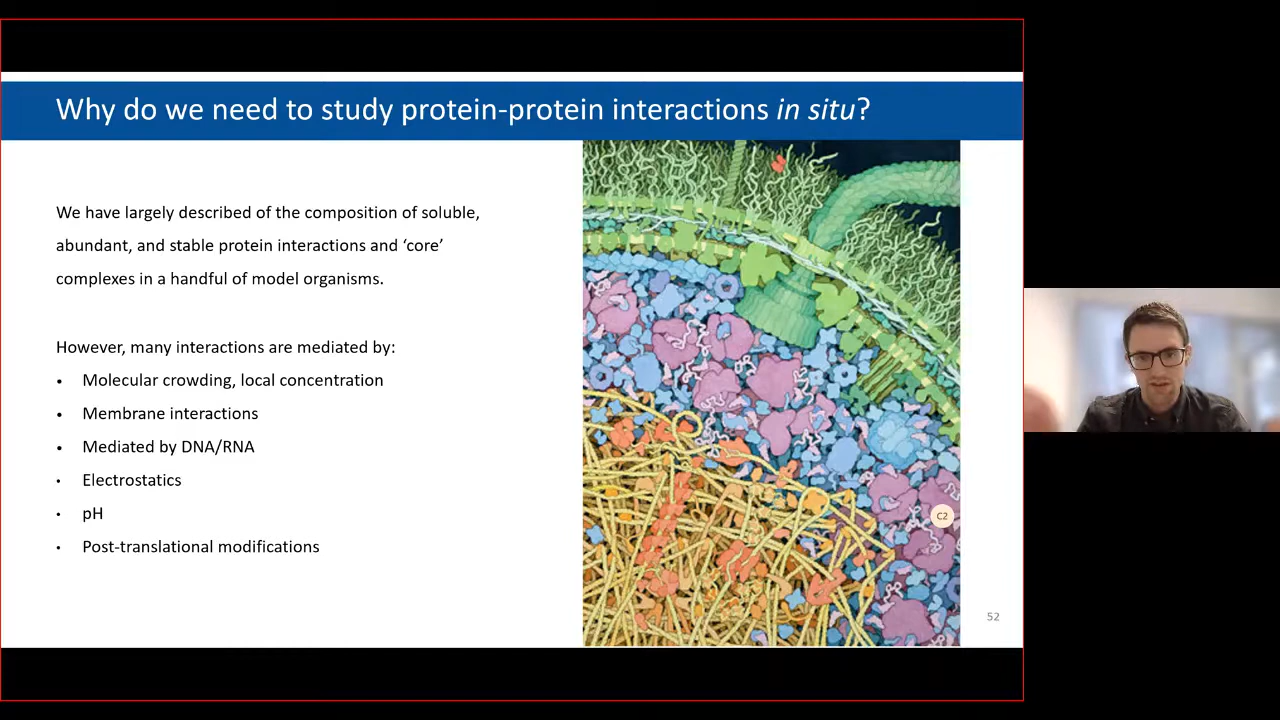 Why do we need to study protein-protein interactions in situ?
We have largely described of the composition of soluble,
abundant, and stable protein interactions and ‘core’
complexes in a handful of model organisms.
However, many interactions are mediated by:
• Molecular crowding, local concentration
• Membrane interactions
• Mediated by DNA/RNA
• Electrostatics
• pH
• Post-translational modifications
C2
52